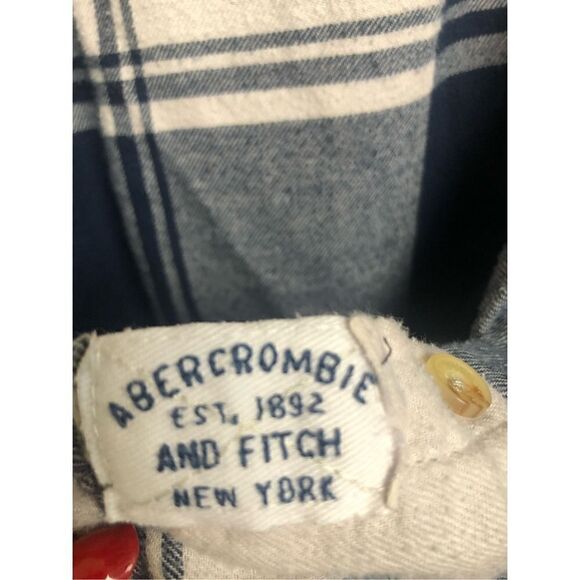 ABERCROMBIE
EST. 1892
AND FITCH
NEW YORK